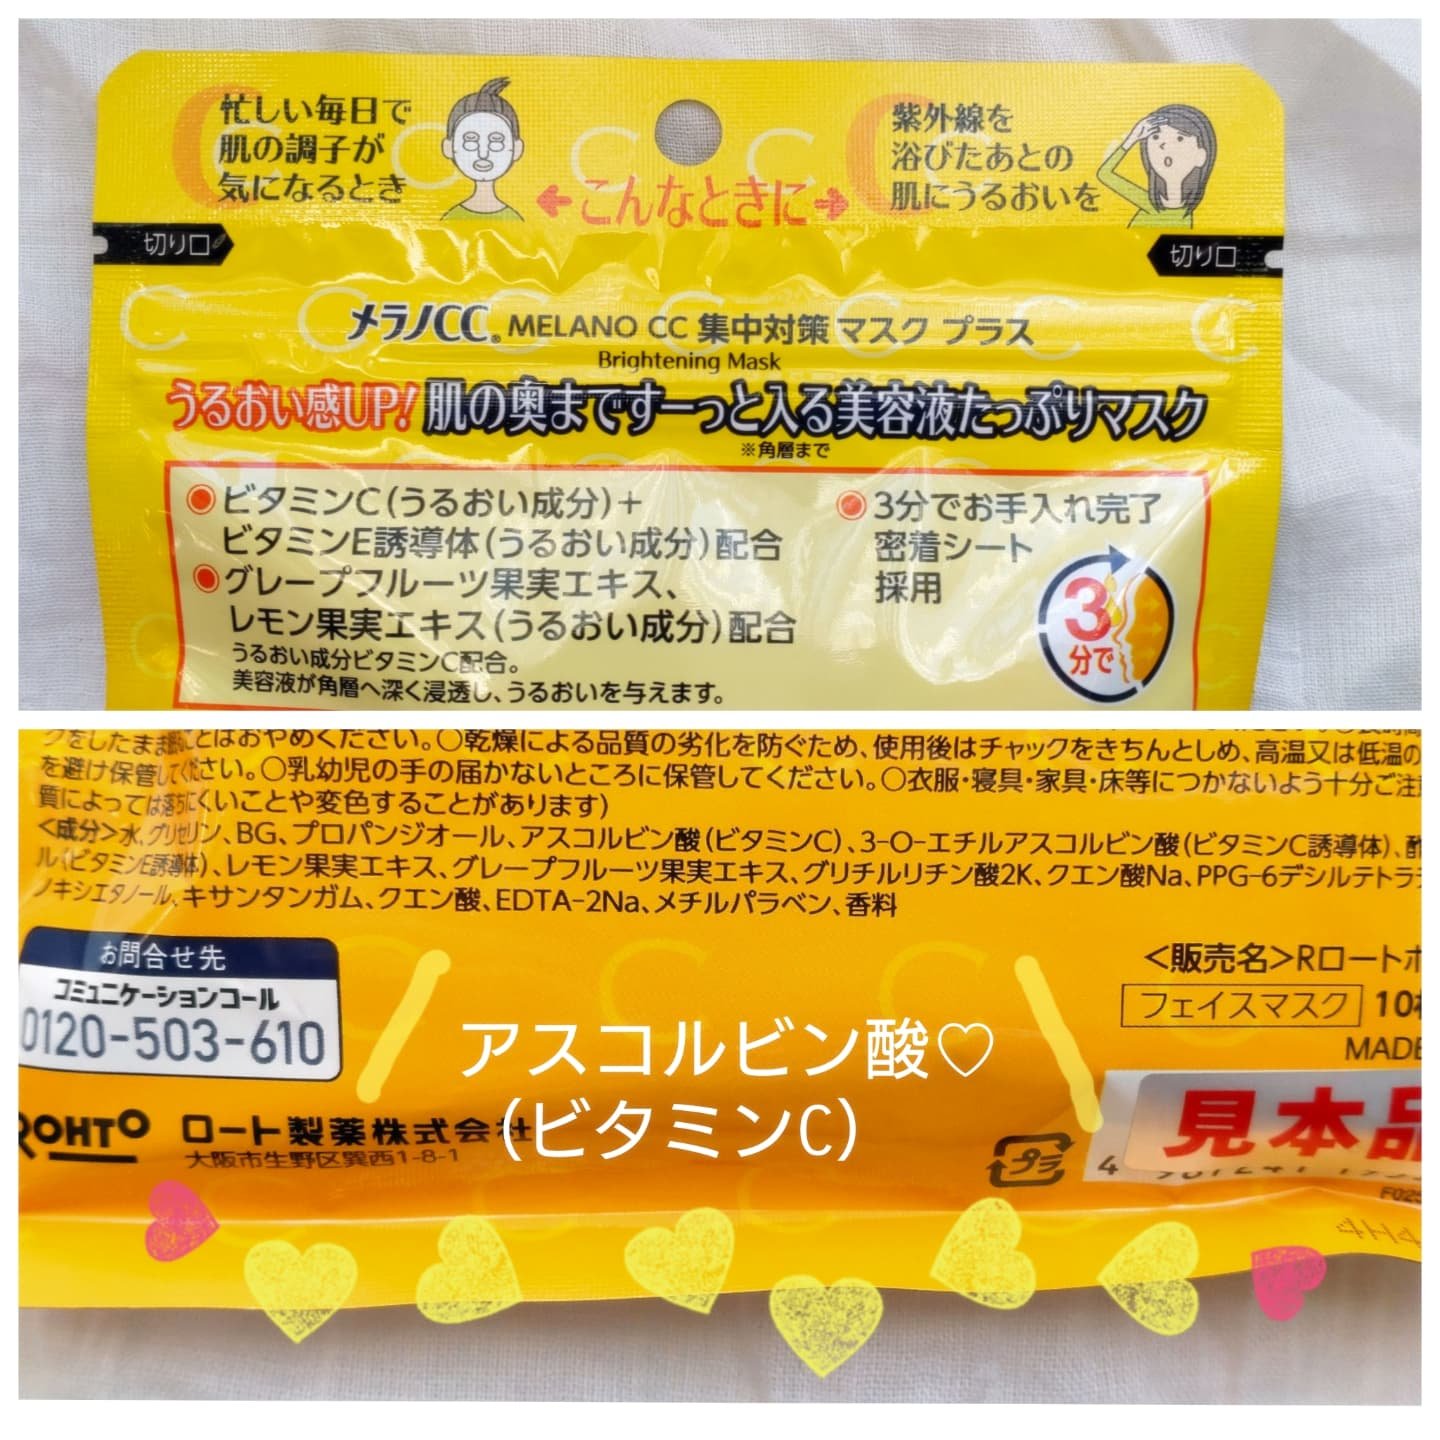 忙しい毎日で
肌の調子が
気になるとき
←こんなときに→
紫外線を
浴びたあとの
肌にうるおいを
切り口
切り口
メラノCC® MELANO CC 集中対策 マスク プラス
Brightening Mask
うるおい感UP!肌の奥まですーっと入る美容液たっぷりマスク
※角層まで
ビタミンC(うるおい成分)+
ビタミンE誘導体(うるおい成分)配合
グレープフルーツ果実エキス、
レモン果実エキス(うるおい成分)配合
うるおい成分ビタミンC配合。
美容液が角層へ深く浸透し、うるおいを与えます。
3分でお手入れ完了
密着シート
採用
3
分で
クをしたまま眠ることはおやめください。○乾燥による品質の劣化を防ぐため、使用後はチャックをきちんとしめ、高温又は低温の
を避け保管してください。○乳幼児の手の届かないところに保管してください。○衣服・寝具・家具・床等につかないよう十分ご注意
質によっては落ちにくいことや変色することがあります)
<成分>水、グリセリン、BG、プロパンジオール、アスコルビン酸(ビタミンC)、3-O-エチルアスコルビン酸(ビタミンC誘導体)、酢
ル(ビタミンE誘導体)、レモン果実エキス、グレープフルーツ果実エキス、グリチルリチン酸2K、クエン酸Na、PPG-6デシルテトラデ
ノキシエタノール、キサンタンガム、クエン酸、EDTA-2Na、メチルパラベン、香料
お問合せ先
コミュニケーションコール
0120-503-610
<販売名>Rロートホ
フェイスマスク 10枚
MADE
アスコルビン酸♡
(ビタミンC)
ROHTO ロート製薬株式会社
大阪市生野区巽西1-8-1
プラ
見本品
4H4